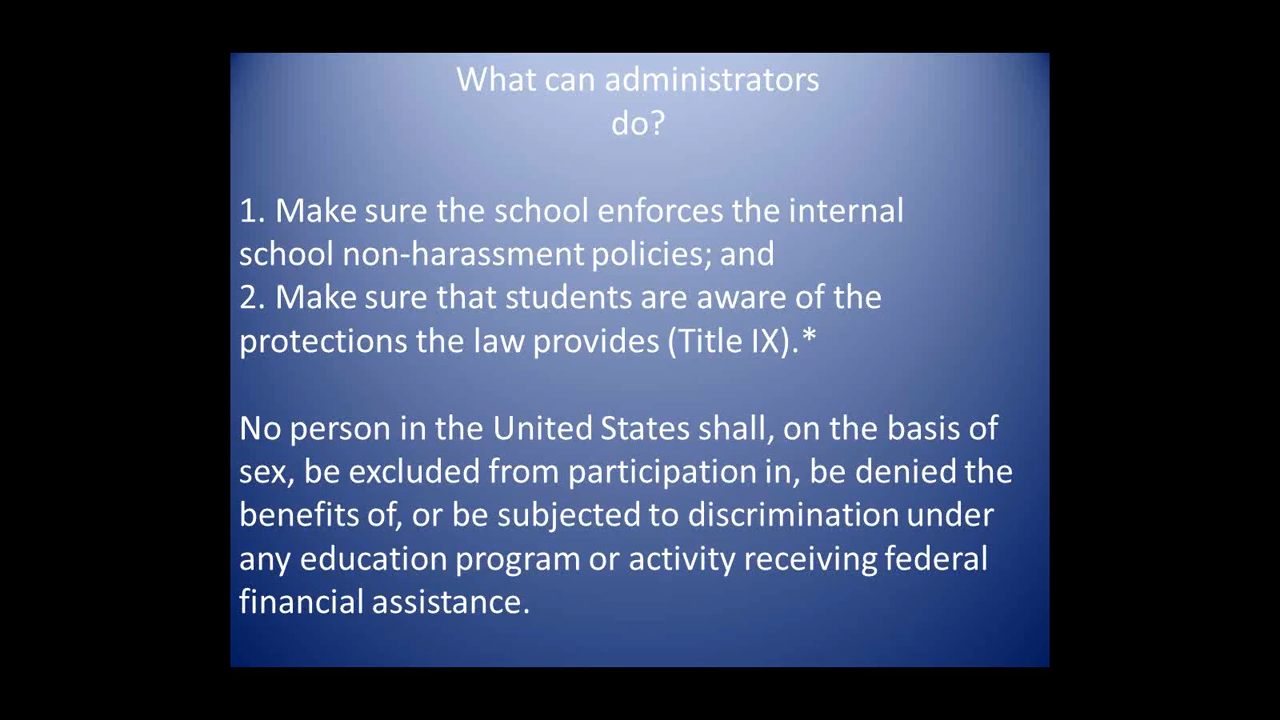 What can administrators
do?
1. Make sure the school enforces the internal
school non-harassment policies; and
2. Make sure that students are aware of the
protections the law provides (Title IX).*
No person in the United States shall, on the basis of
sex, be excluded from participation in, be denied the
benefits of, or be subjected to discrimination under
any education program or activity receiving federal
financial assistance.